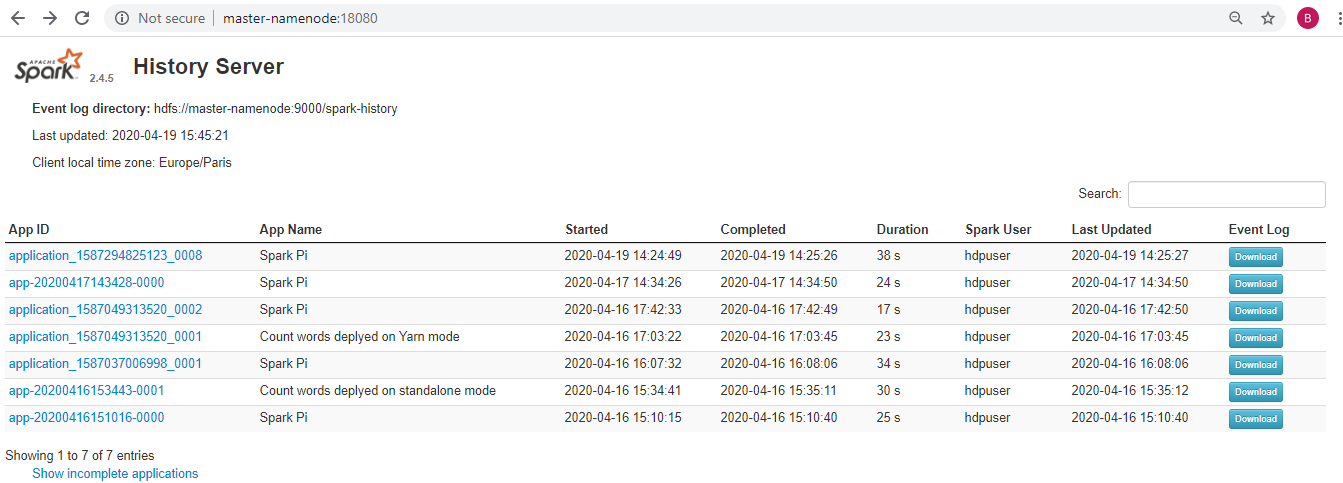 Not secure master-namenode:18080 B
APACHE
Spark 2.4.5 History Server
Event log directory: hdfs://master-namenode:9000/spark-history
Last updated: 2020-04-19 15:45:21
Client local time zone: Europe/Paris
Search:
App ID App Name Started Completed Duration Spark User Last Updated Event Log
application_1587294825123_0008 Spark Pi 2020-04-19 14:24:49 2020-04-19 14:25:26 38 s hdpuser 2020-04-19 14:25:27 Download
app-20200417143428-0000 Spark Pi 2020-04-17 14:34:26 2020-04-17 14:34:50 24 s hdpuser 2020-04-17 14:34:50 Download
application_1587049313520_0002 Spark Pi 2020-04-16 17:42:33 2020-04-16 17:42:49 17 s hdpuser 2020-04-16 17:42:50 Download
application_1587049313520_0001 Count words deplyed on Yarn mode 2020-04-16 17:03:22 2020-04-16 17:03:45 23 s hdpuser 2020-04-16 17:03:45 Download
application_1587037006998_0001 Spark Pi 2020-04-16 16:07:32 2020-04-16 16:08:06 34 s hdpuser 2020-04-16 16:08:06 Download
app-20200416153443-0001 Count words deplyed on standalone mode 2020-04-16 15:34:41 2020-04-16 15:35:11 30 s hdpuser 2020-04-16 15:35:12 Download
app-20200416151016-0000 Spark Pi 2020-04-16 15:10:15 2020-04-16 15:10:40 25 s hdpuser 2020-04-16 15:10:40 Download
Showing 1 to 7 of 7 entries
Show incomplete applications